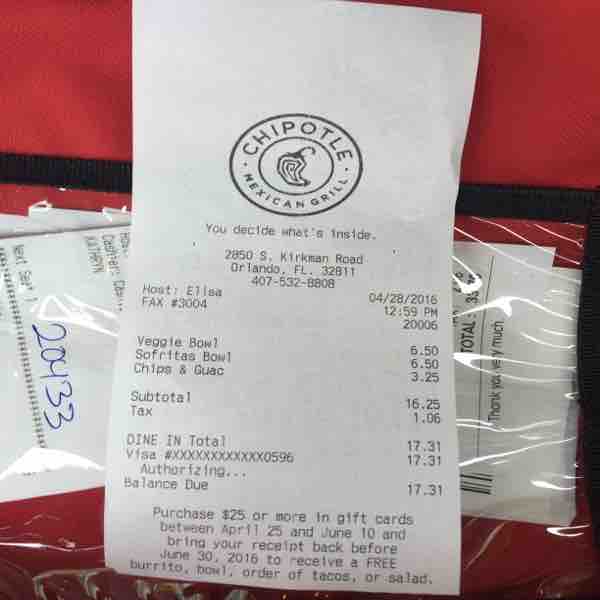 CHIPOTLE
MEXICAN GRILL
You decide what's inside.
2850 S. Kirkman Road
Orlando, FL. 32811
407-532-8808
Host: Elisa 04/28/2016
FAX #3004 12:59 PM
20006
Veggie Bowl 6.50
Sofritas Bowl 6.50
Chips & Guac 3.25
Subtotal 16.25
Tax 1.06
DINE IN Total 17.31
Visa #XXXXXXXXXXXX0596 17.31
Authorizing...
Balance Due 17.31
Purchase $25 or more in gift cards
between April 25 and June 10 and
bring your receipt back before
June 30, 2016 to receive a FREE
burrito, bowl, order of tacos, or salad.
Host:
Cashier:
KATHRYN
20433
TOTAL
Thank you very much.